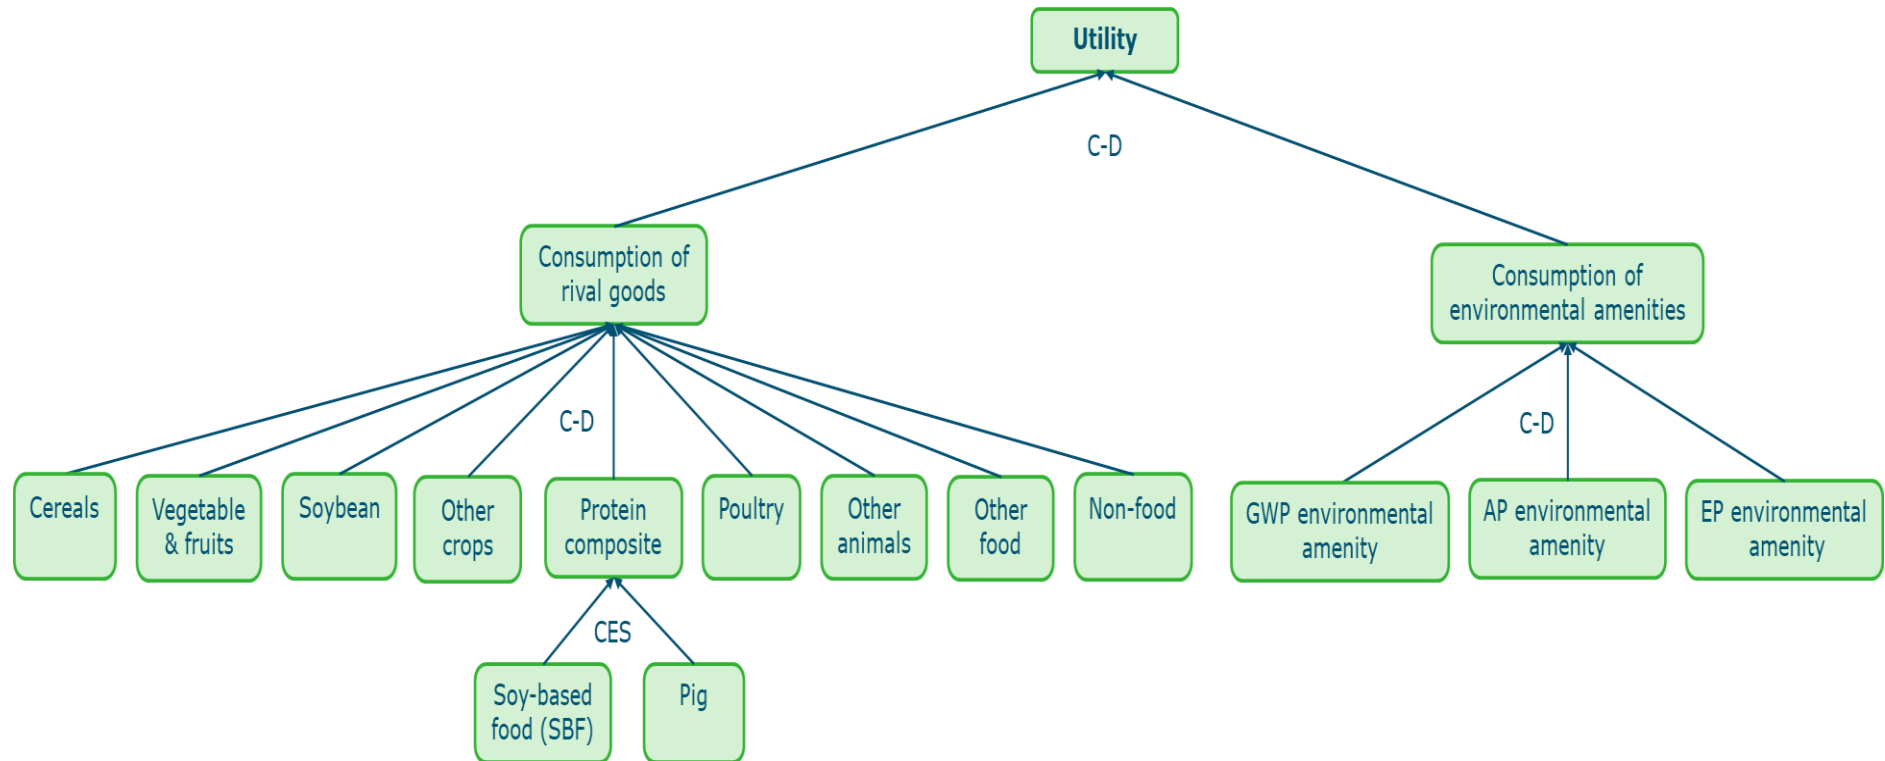 Utility
C-D
Consumption of
rival goods
Consumption of
environmental amenities
C-D
C-D
Cereals
Vegetable
& fruits
Soybean
Other
crops
Protein
composite
Poultry
Other
animals
Other
food
Non-food
GWP environmental
amenity
AP environmental
amenity
EP environmental
amenity
CES
Soy-based
food (SBF)
Pig